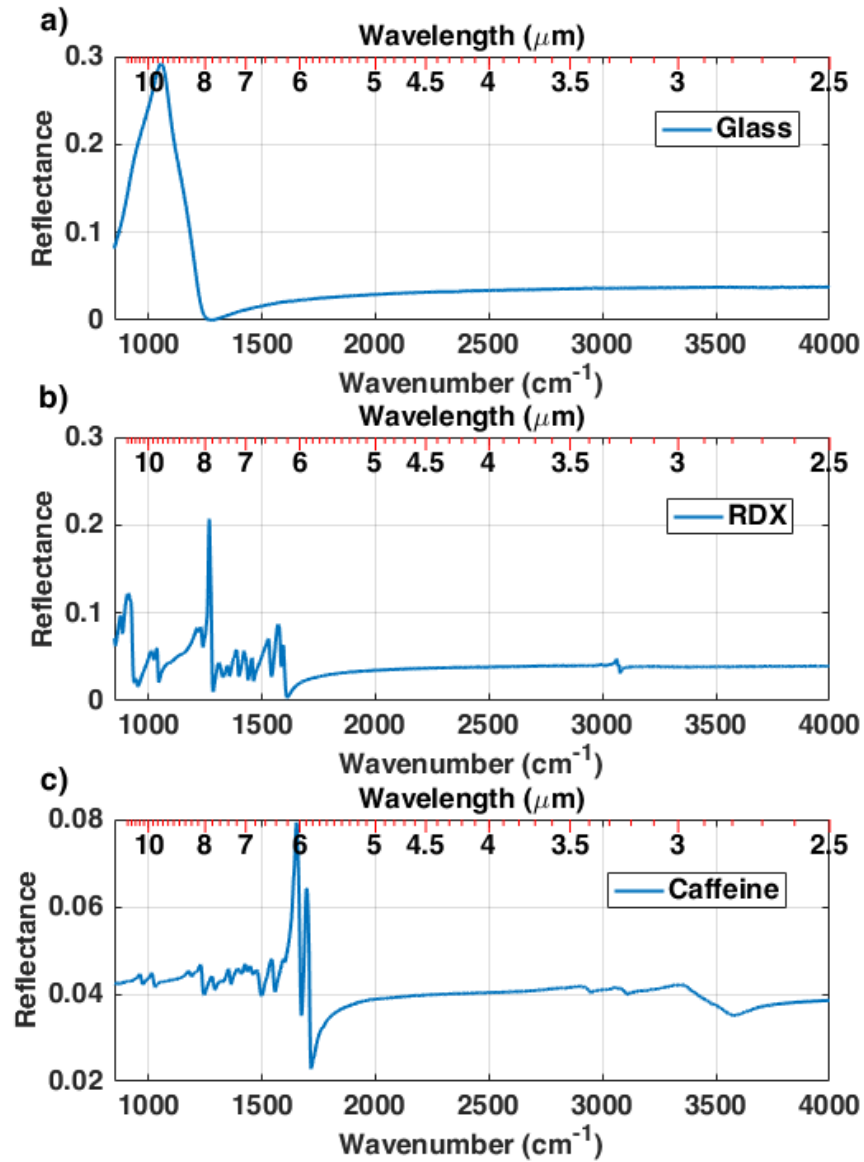 a)
Wavelength (μm)
10 8 7 6 5 4.5 4 3.5 3 2.5
0.3
0.2
0.1
0
Reflectance
Glass
1000 1500 2000 2500 3000 3500 4000
Wavenumber (cm-1)
b)
Wavelength (μm)
10 8 7 6 5 4.5 4 3.5 3 2.5
0.3
0.2
0.1
0
Reflectance
RDX
1000 1500 2000 2500 3000 3500 4000
Wavenumber (cm-1)
c)
Wavelength (μm)
10 8 7 6 5 4.5 4 3.5 3 2.5
0.08
0.06
0.04
0.02
Reflectance
Caffeine
1000 1500 2000 2500 3000 3500 4000
Wavenumber (cm-1)